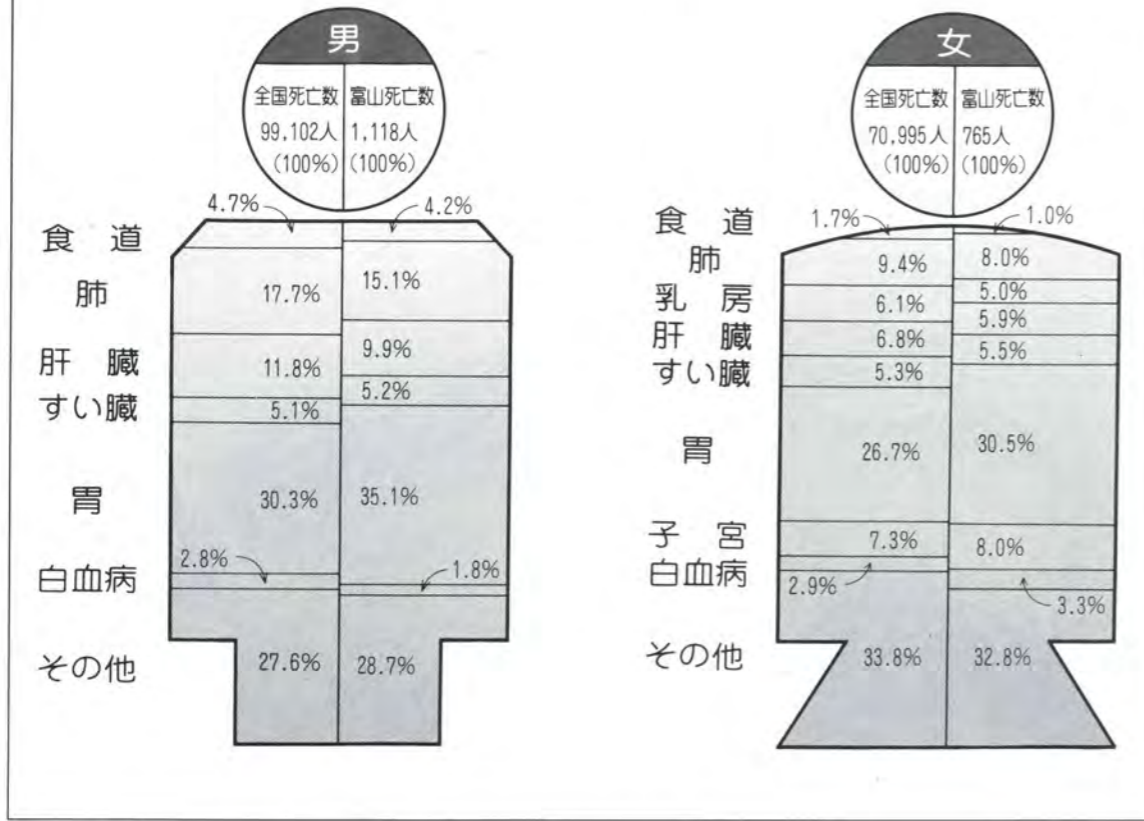 男
全国死亡数 富山死亡数
99,102人 1,118人
(100%) (100%)
4.7% 4.2%
食道
肺 17.7% 15.1%
肝臓 11.8% 9.9%
すい臓 5.1% 5.2%
胃 30.3% 35.1%
白血病 2.8% 1.8%
その他 27.6% 28.7%
女
全国死亡数 富山死亡数
70,995人 765人
(100%) (100%)
食道 1.7% 1.0%
肺 9.4% 8.0%
乳房 6.1% 5.0%
肝臓 6.8% 5.9%
すい臓 5.3% 5.5%
胃 26.7% 30.5%
子宮 7.3% 8.0%
白血病 2.9% 3.3%
その他 33.8% 32.8%